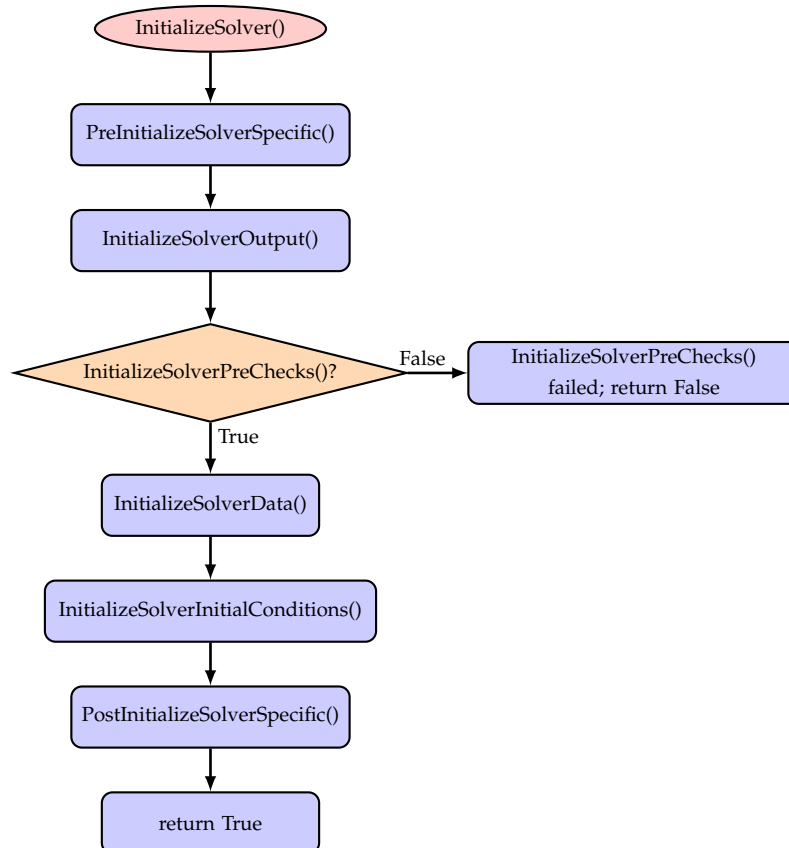 InitializeSolver()
PreInitializeSolverSpecific()
InitializeSolverOutput()
InitializeSolverPreChecks()?
False
InitializeSolverPreChecks()
failed; return False
True
InitializeSolverData()
InitializeSolverInitialConditions()
PostInitializeSolverSpecific()
return True